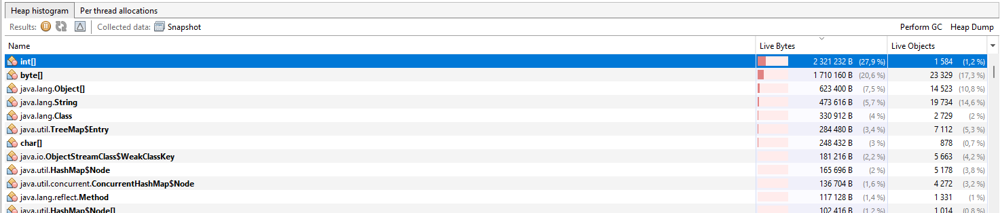 Heap histogram Per thread allocations
Results: Collected data: Snapshot Perform GC Heap Dump
Name Live Bytes Live Objects
int[] 2 321 232 B (27,9 %) 1 584 (1,2 %)
byte[] 1 710 160 B (20,6 %) 23 329 (17,3 %)
java.lang.Object[] 623 400 B (7,5 %) 14 523 (10,8 %)
java.lang.String 473 616 B (5,7 %) 19 734 (14,6 %)
java.lang.Class 330 912 B (4 %) 2 729 (2 %)
java.util.TreeMap$Entry 284 480 B (3,4 %) 7 112 (5,3 %)
char[] 248 432 B (3 %) 878 (0,7 %)
java.io.ObjectStreamClass$WeakClassKey 181 216 B (2,2 %) 5 663 (4,2 %)
java.util.HashMap$Node 165 696 B (2 %) 5 178 (3,8 %)
java.util.concurrent.ConcurrentHashMap$Node 136 704 B (1,6 %) 4 272 (3,2 %)
java.lang.reflect.Method 117 128 B (1,4 %) 1 331 (1 %)
java.util.HashMap$Node[] 102 416 B (1,2 %) 1 014 (0,8 %)